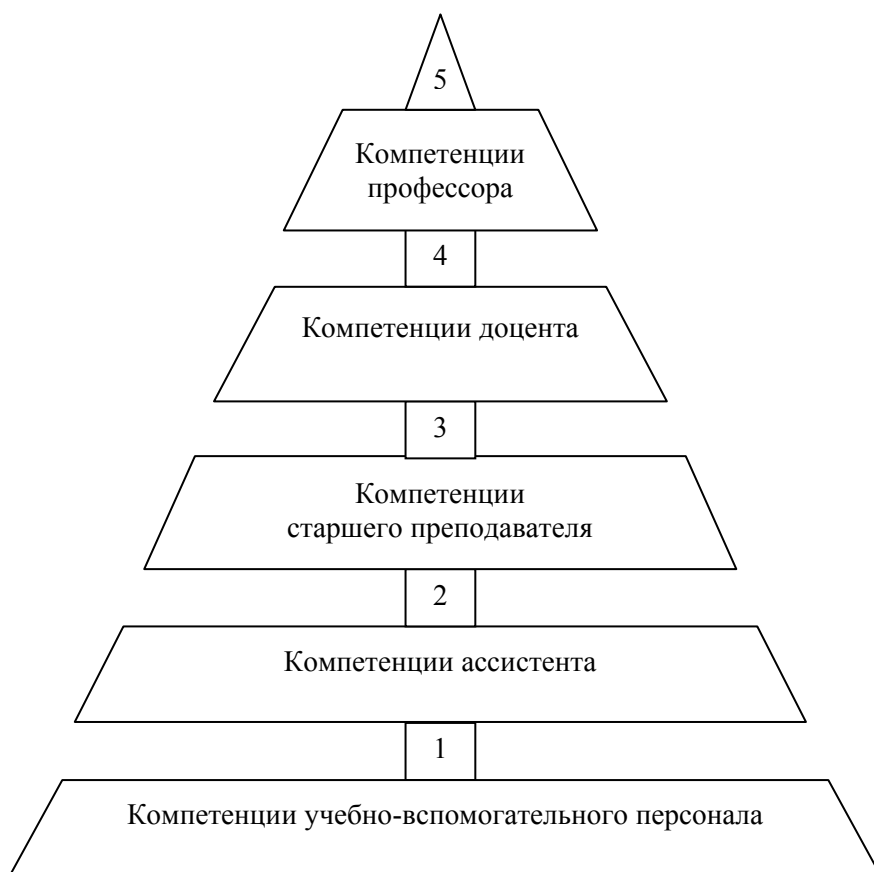 5
Компетенции
профессора
4
Компетенции доцента
3
Компетенции
старшего преподавателя
2
Компетенции ассистента
1
Компетенции учебно-вспомогательного персонала